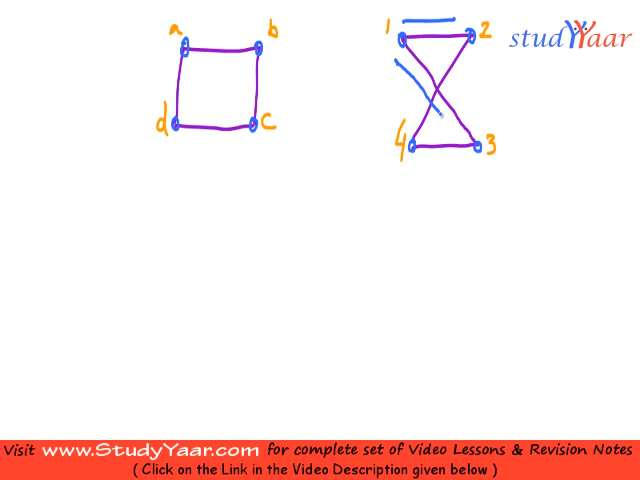 a b
d c
1 2
4 3
studYYaar
Visit www.StudyYaar.com for complete set of Video Lessons & Revision Notes
( Click on the Link in the Video Description given below )